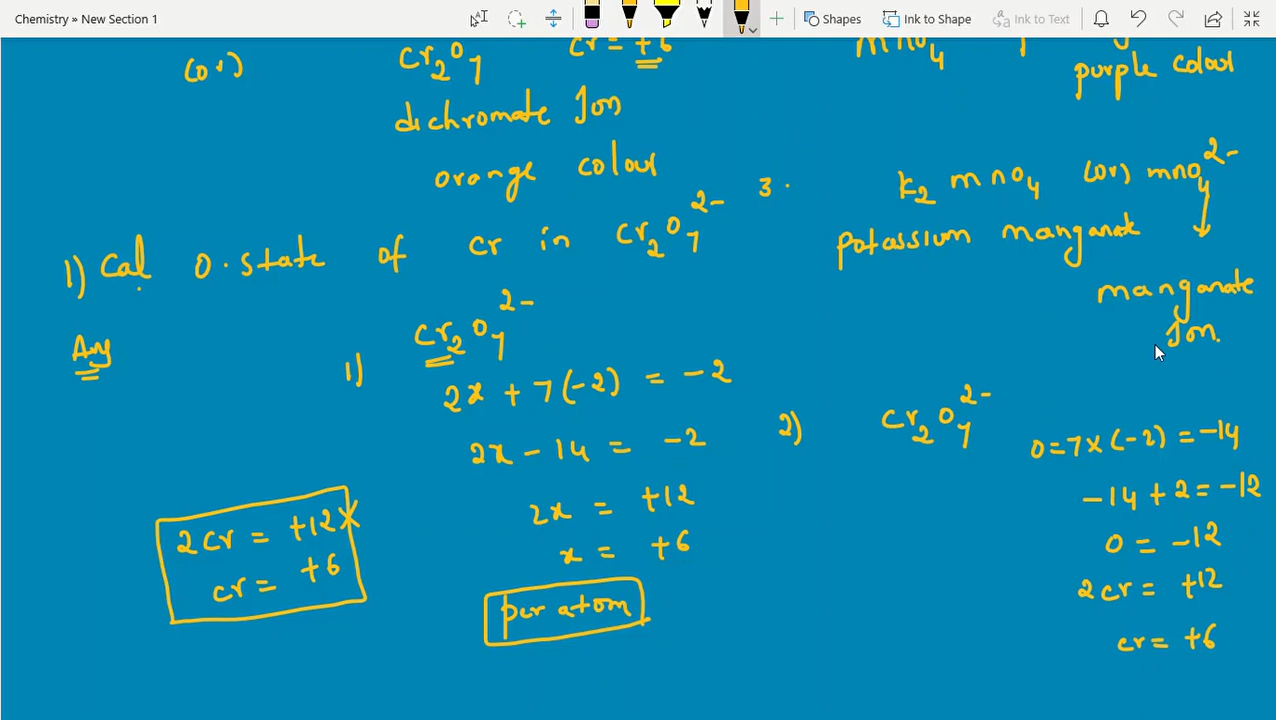 Chemistry » New Section 1
Shapes
Ink to Shape
Ink to Text
(or)
Cr2O7
Cr = +6
dichromate Ion
orange colour
MnO4
purple colour
1) Cal O.state of Cr in Cr2O7 2-
Ans
1) Cr2O7 2-
2x + 7(-2) = -2
2x - 14 = -2
2x = +12
x = +6
per atom
2Cr = +12 x
Cr = +6
3.
K2MnO4 (or) MnO4 2-
potassium manganate
manganate
Ion.
2) Cr2O7 2-
O = 7 x (-2) = -14
-14 + 2 = -12
O = -12
2Cr = +12
Cr = +6